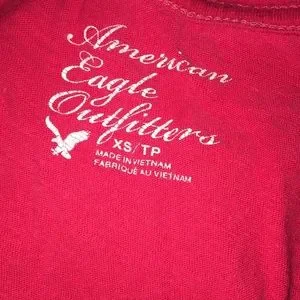 American
Eagle
Outfitters
XS/TP
MADE IN VIETNAM
FABRIQUÉ AU VIETNAM